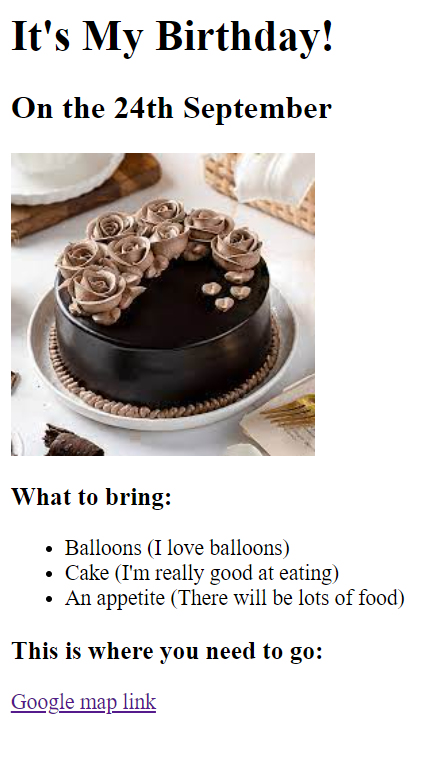 It's My Birthday!
On the 24th September
What to bring:
Balloons (I love balloons)
Cake (I'm really good at eating)
An appetite (There will be lots of food)
This is where you need to go:
Google map link